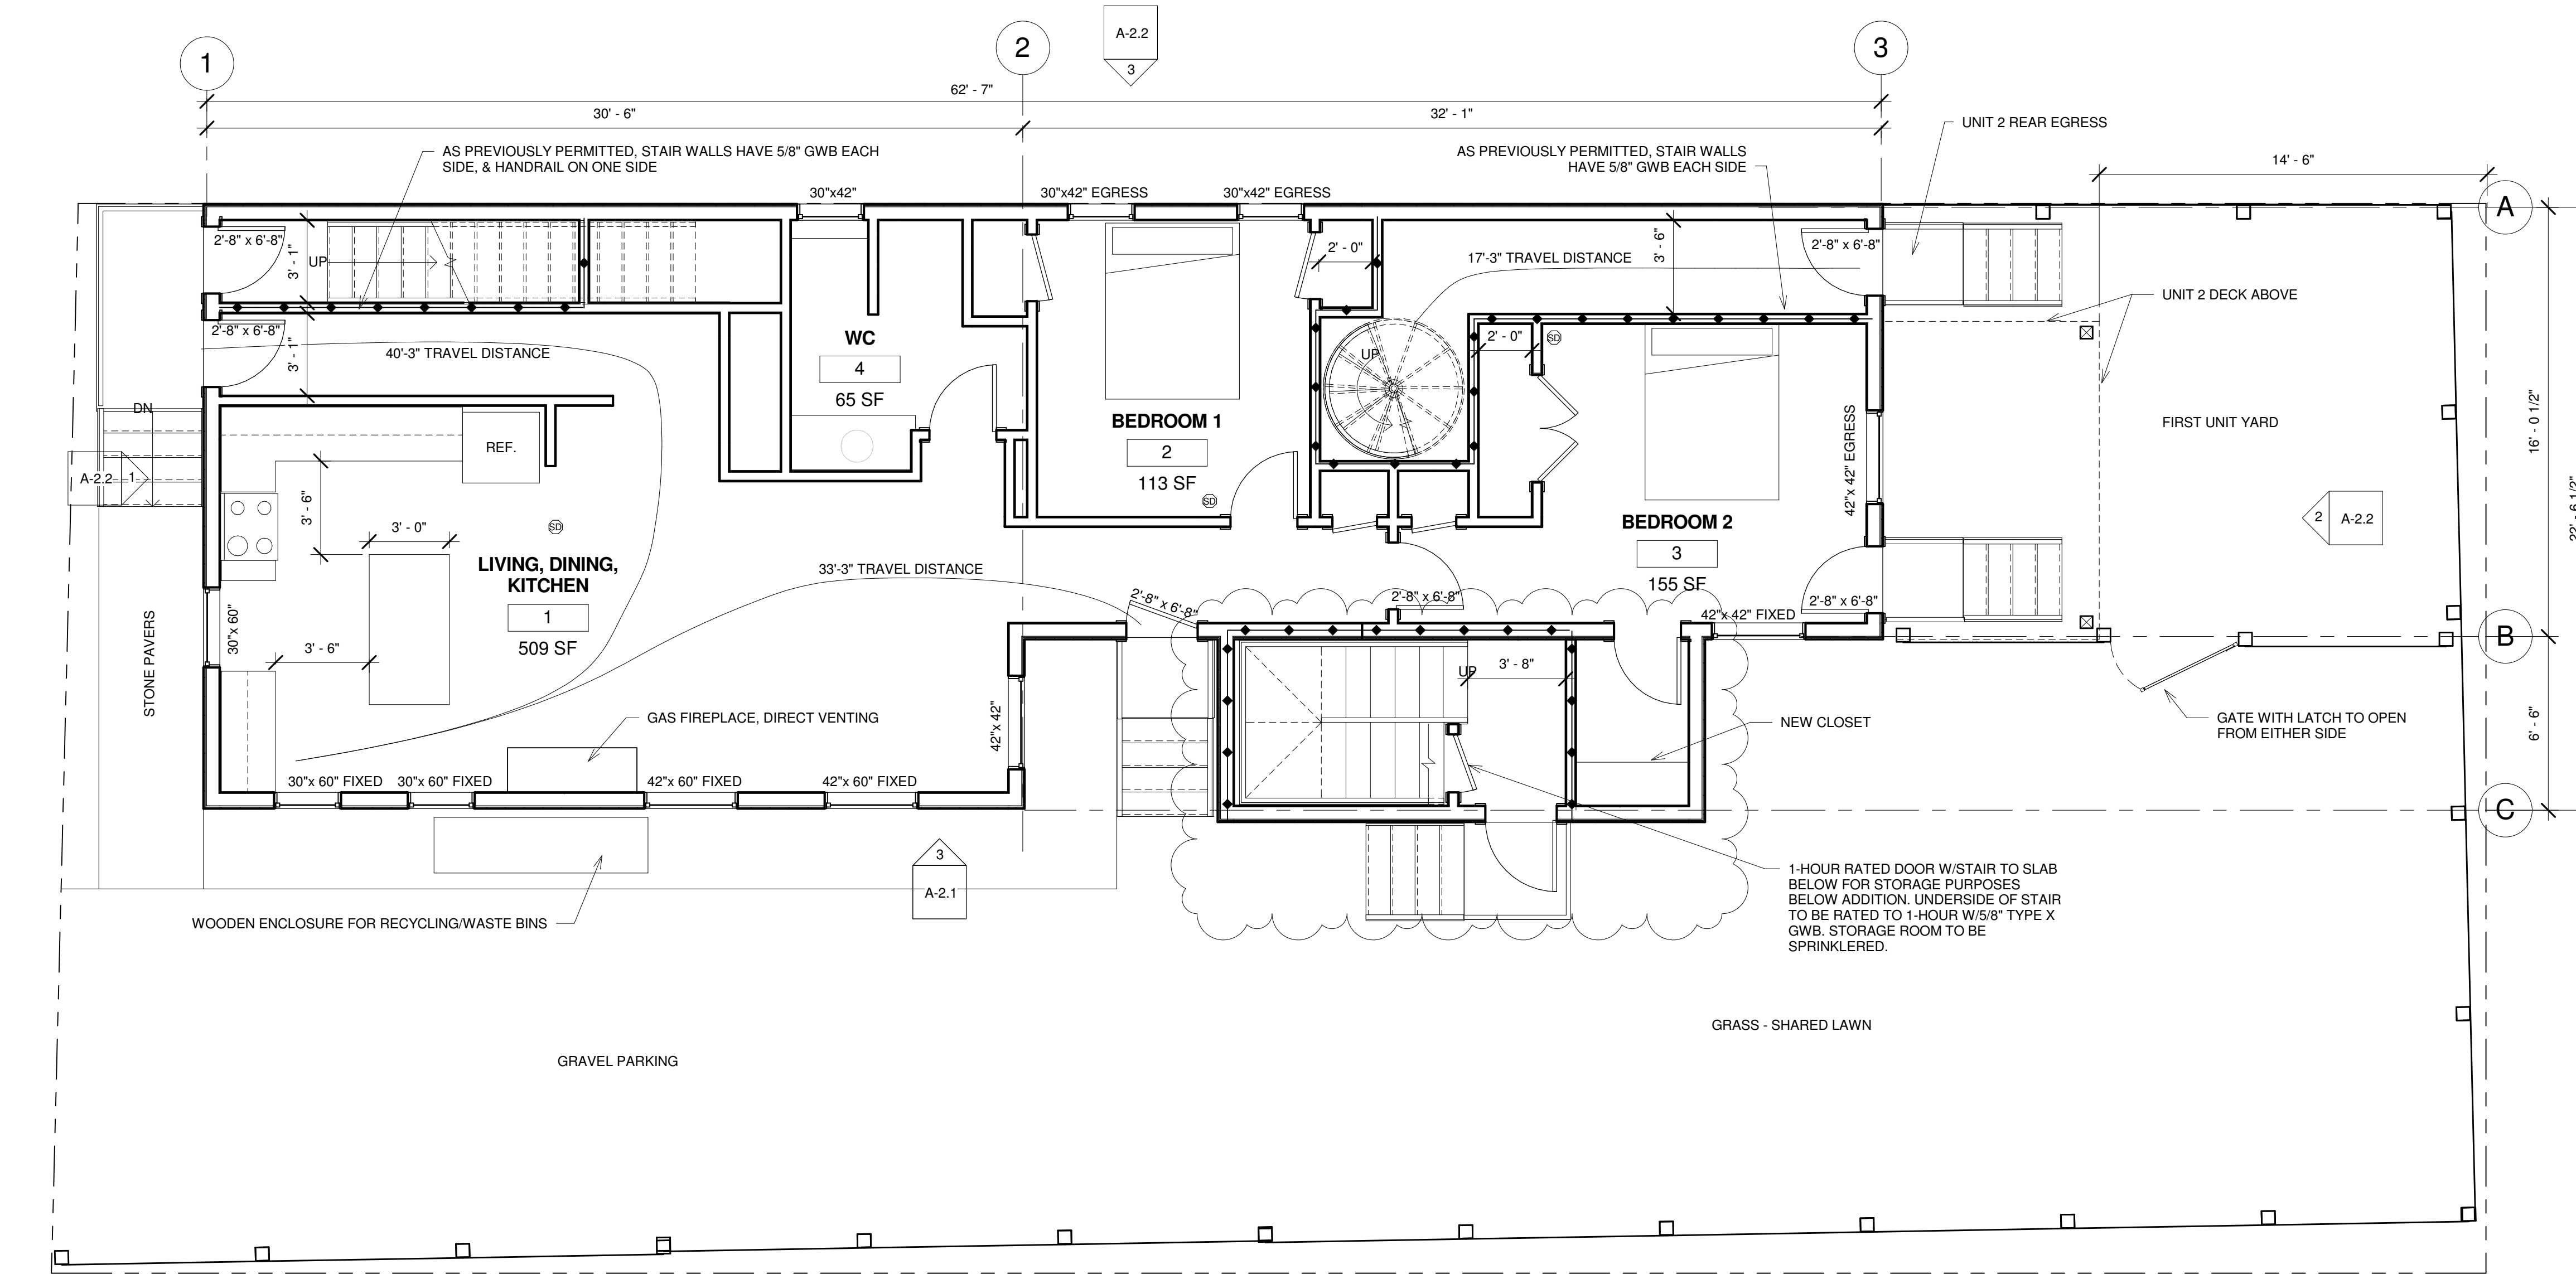 A-2.2
3
1
2
3
62' - 7"
30' - 6"
32' - 1"
UNIT 2 REAR EGRESS
AS PREVIOUSLY PERMITTED, STAIR WALLS HAVE 5/8" GWB EACH
SIDE, & HANDRAIL ON ONE SIDE
AS PREVIOUSLY PERMITTED, STAIR WALLS
HAVE 5/8" GWB EACH SIDE
14' - 6"
30"x42"
30"x42" EGRESS
30"x42" EGRESS
A
2'-8" x 6'-8"
3' - 1"
UP
2' - 0"
17'-3" TRAVEL DISTANCE
3' - 6"
2'-8" x 6'-8"
UNIT 2 DECK ABOVE
2'-8" x 6'-8"
3' - 1"
40'-3" TRAVEL DISTANCE
WC
4
65 SF
UP
2' - 0"
SD
DN
BEDROOM 1
2
113 SF
SD
42"x 42" EGRESS
FIRST UNIT YARD
16' - 0 1/2"
REF.
A-2.2
1
3' - 6"
3' - 0"
SD
BEDROOM 2
3
155 SF
2
A-2.2
22' - 6 1/2"
LIVING, DINING,
KITCHEN
1
509 SF
33'-3" TRAVEL DISTANCE
2'-8" x 6'-8"
2'-8" x 6'-8"
2'-8" x 6'-8"
42"x 42" FIXED
B
STONE PAVERS
30"x 60"
3' - 6"
UP
3' - 8"
42"x 42"
GAS FIREPLACE, DIRECT VENTING
NEW CLOSET
GATE WITH LATCH TO OPEN
FROM EITHER SIDE
6' - 6"
30"x 60" FIXED
30"x 60" FIXED
42"x 60" FIXED
42"x 60" FIXED
C
3
A-2.1
WOODEN ENCLOSURE FOR RECYCLING/WASTE BINS
1-HOUR RATED DOOR W/STAIR TO SLAB
BELOW FOR STORAGE PURPOSES
BELOW ADDITION. UNDERSIDE OF STAIR
TO BE RATED TO 1-HOUR W/5/8" TYPE X
GWB. STORAGE ROOM TO BE
SPRINKLERED.
GRASS - SHARED LAWN
GRAVEL PARKING